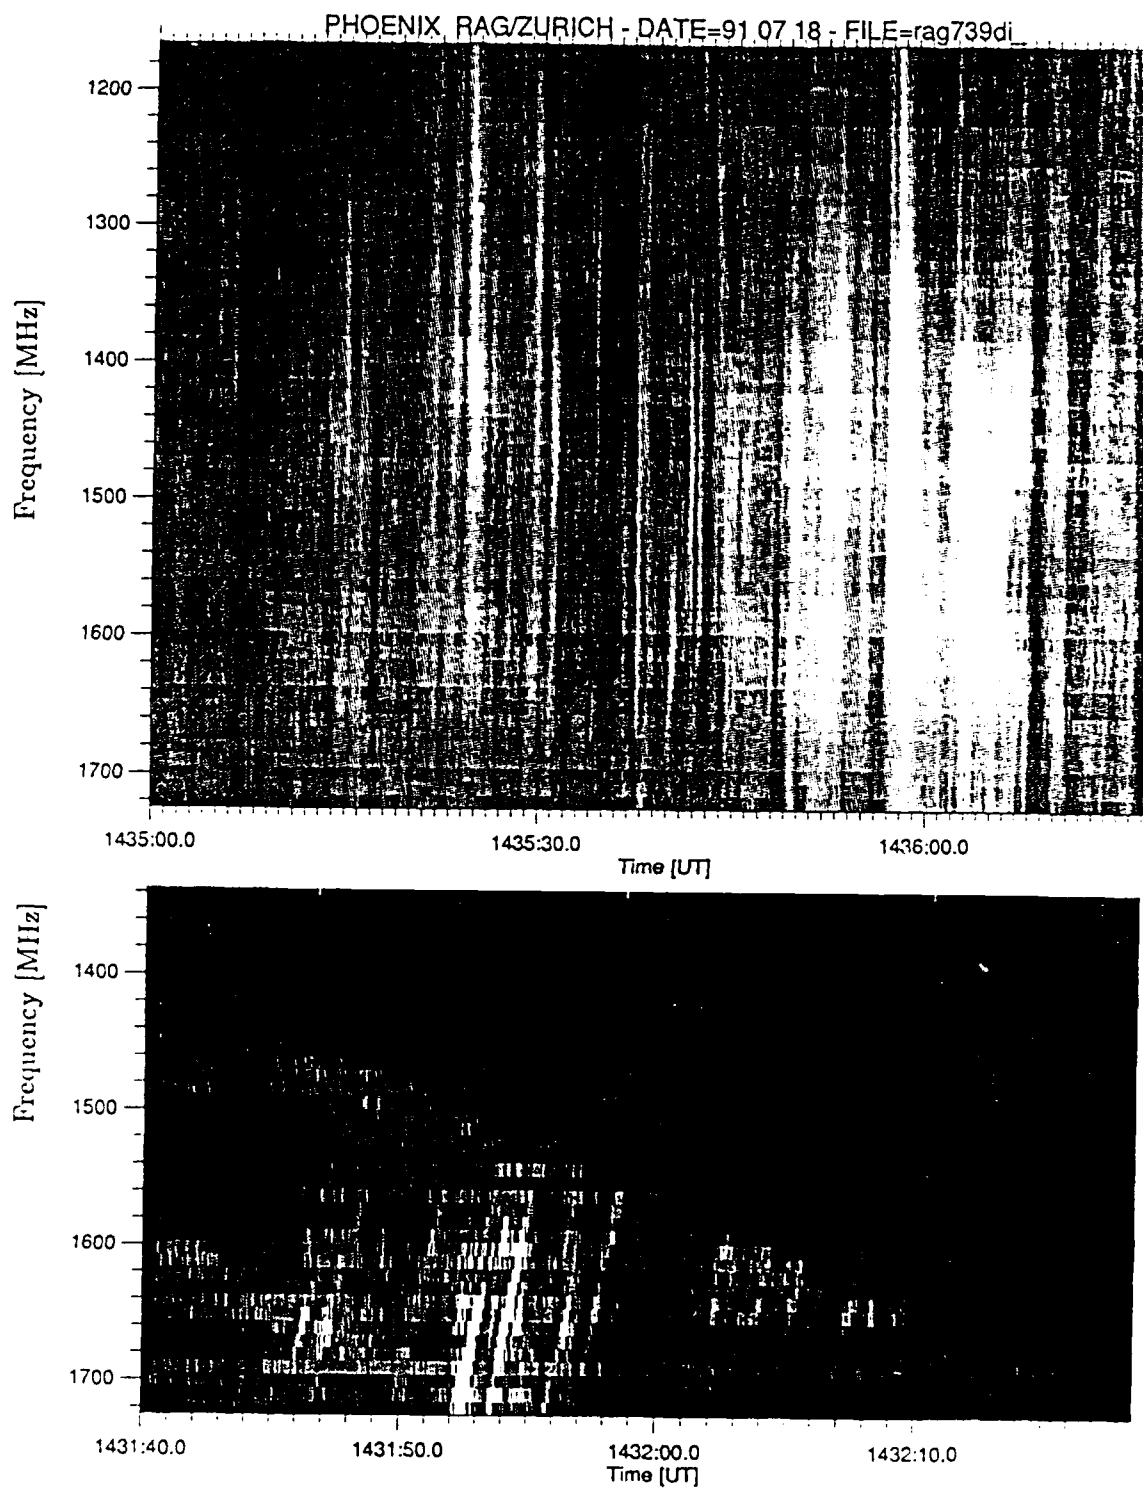 PHOENIX RAG/ZURICH - DATE=91 07 18 - FILE=rag739di_
Frequency [MHz]
1200
1300
1400
1500
1600
1700
1435:00.0 1435:30.0 1436:00.0
Time [UT]
Frequency [MHz]
1400
1500
1600
1700
1431:40.0 1431:50.0 1432:00.0 1432:10.0
Time [UT]